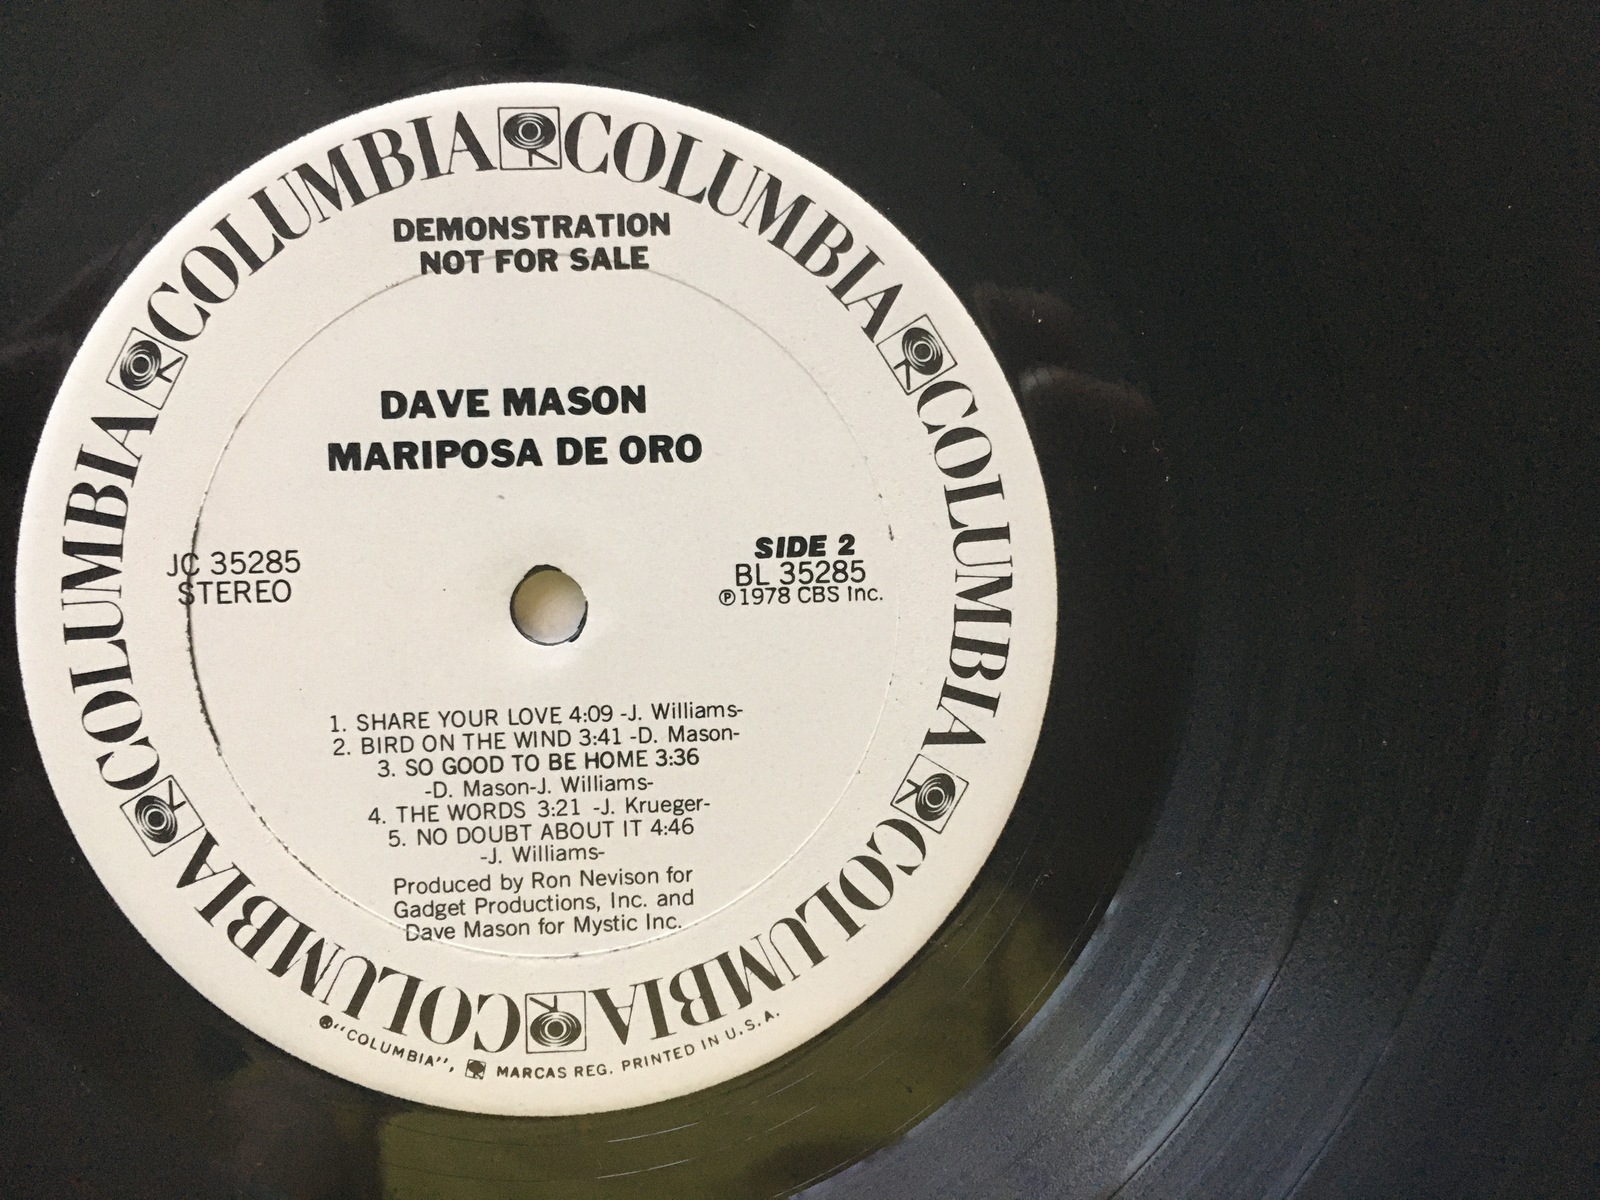 COLUMBIA COLUMBIA COLUMBIA COLUMBIA COLUMBIA COLUMBIA
DEMONSTRATION
NOT FOR SALE
DAVE MASON
MARIPOSA DE ORO
JC 35285
STEREO
SIDE 2
BL 35285
℗1978 CBS Inc.
1. SHARE YOUR LOVE 4:09 -J. Williams-
2. BIRD ON THE WIND 3:41 -D. Mason-
3. SO GOOD TO BE HOME 3:36
-D. Mason-J. Williams-
4. THE WORDS 3:21 -J. Krueger-
5. NO DOUBT ABOUT IT 4:46
-J. Williams-
Produced by Ron Nevison for
Gadget Productions, Inc. and
Dave Mason for Mystic Inc.
®"COLUMBIA", MARCAS REG. PRINTED IN U.S.A.